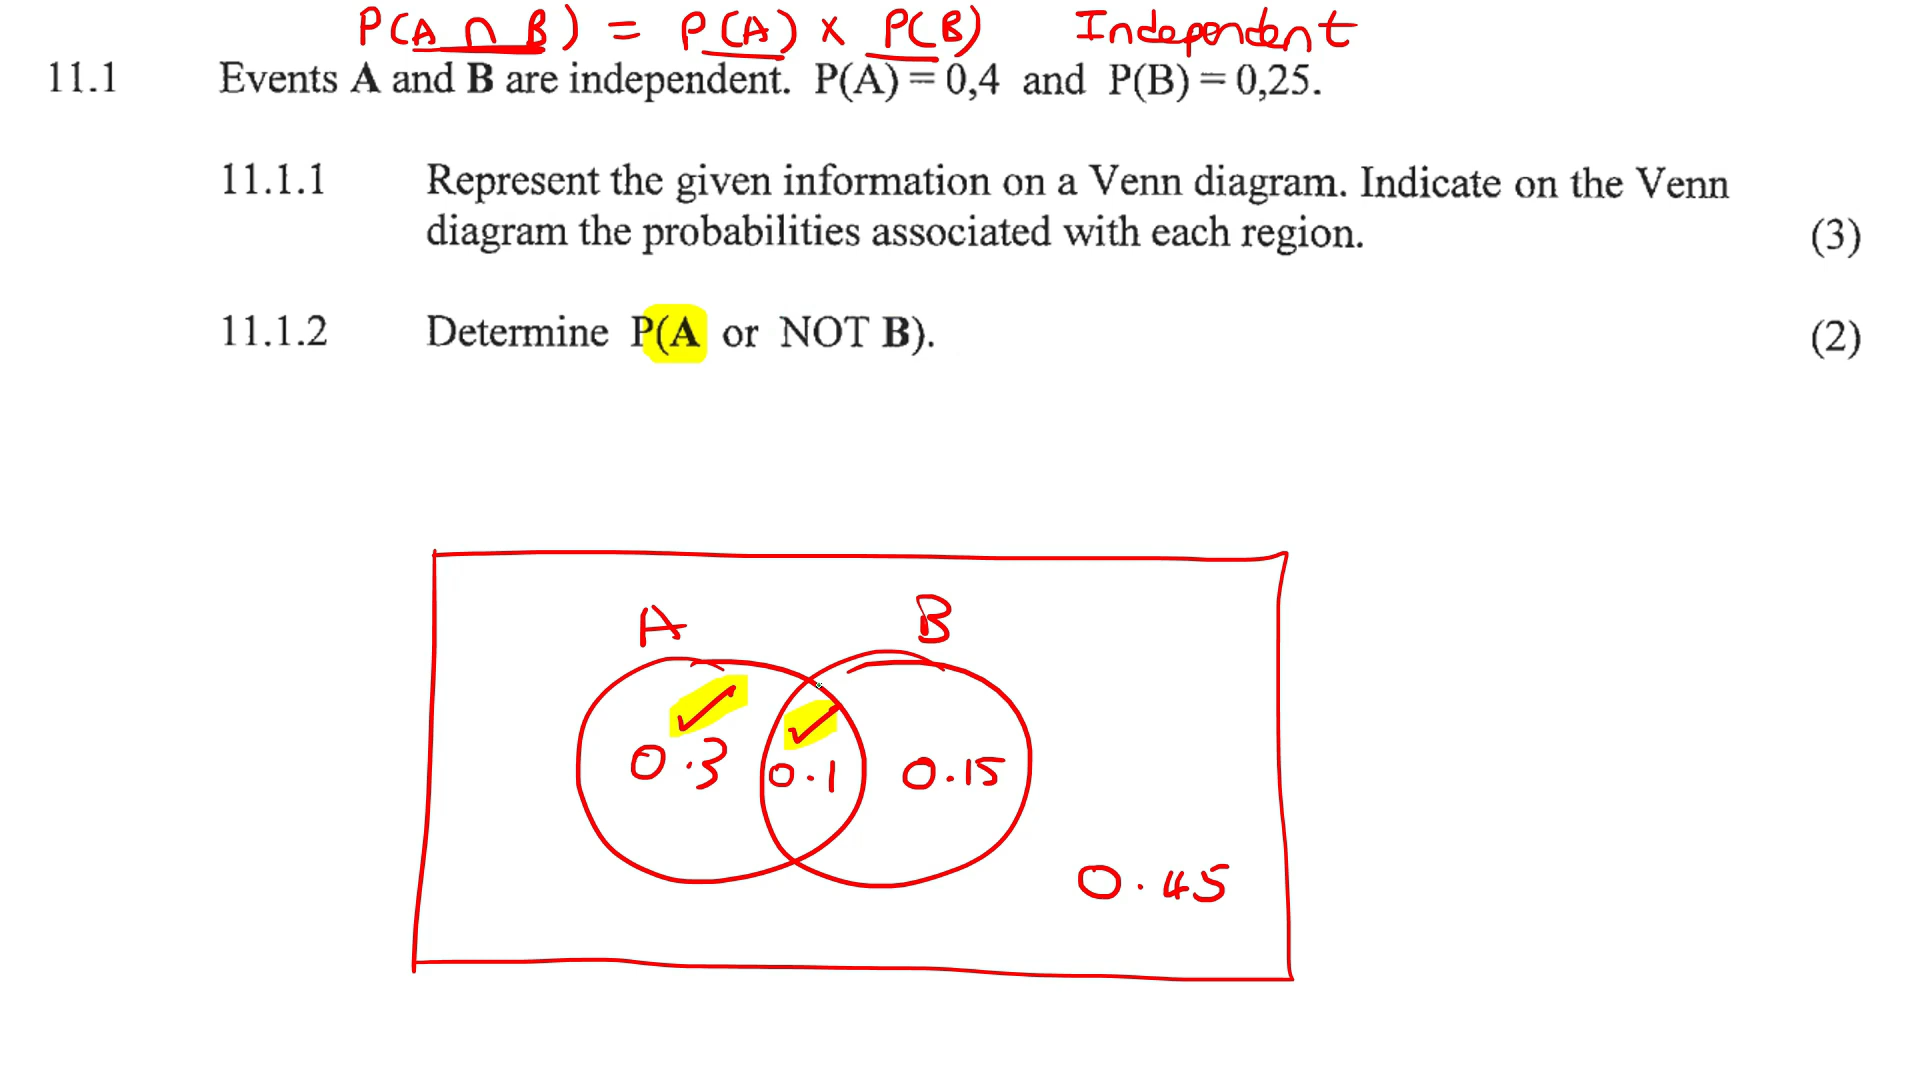 P(A ∩ B) = P(A) × P(B) Independent
11.1 Events A and B are independent. P(A) = 0,4 and P(B) = 0,25.
11.1.1 Represent the given information on a Venn diagram. Indicate on the Venn
diagram the probabilities associated with each region. (3)
11.1.2 Determine P(A or NOT B). (2)
A B
0.3 0.1 0.15
0.45